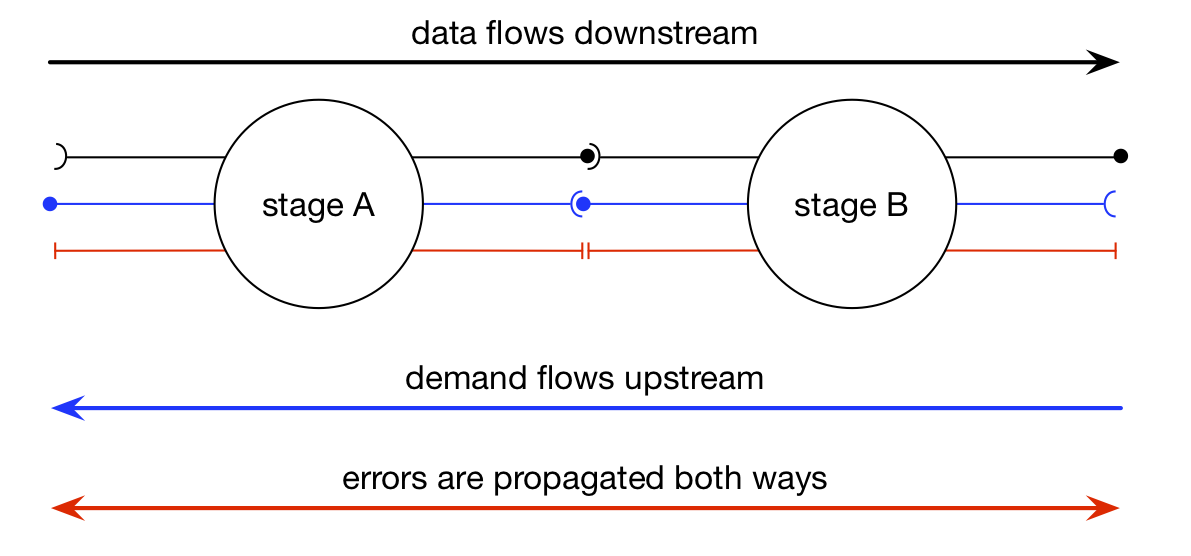 data flows downstream
stage A
stage B
demand flows upstream
errors are propagated both ways